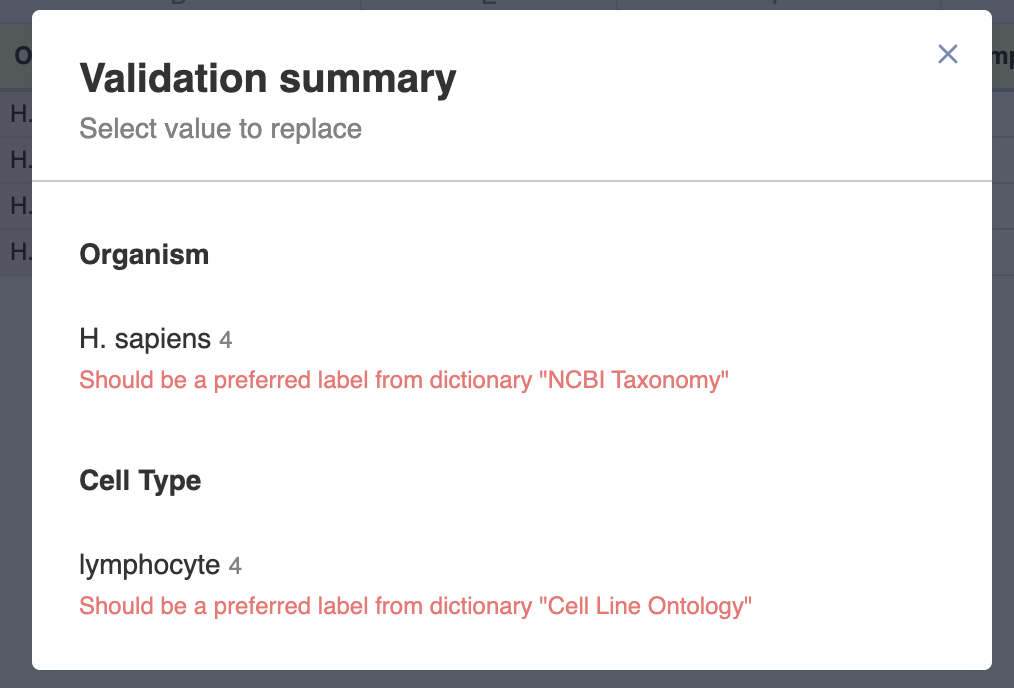 Validation summary
Select value to replace
O
mp
H.
H.
H.
H.
Organism
H. sapiens 4
Should be a preferred label from dictionary "NCBI Taxonomy"
Cell Type
lymphocyte 4
Should be a preferred label from dictionary "Cell Line Ontology"